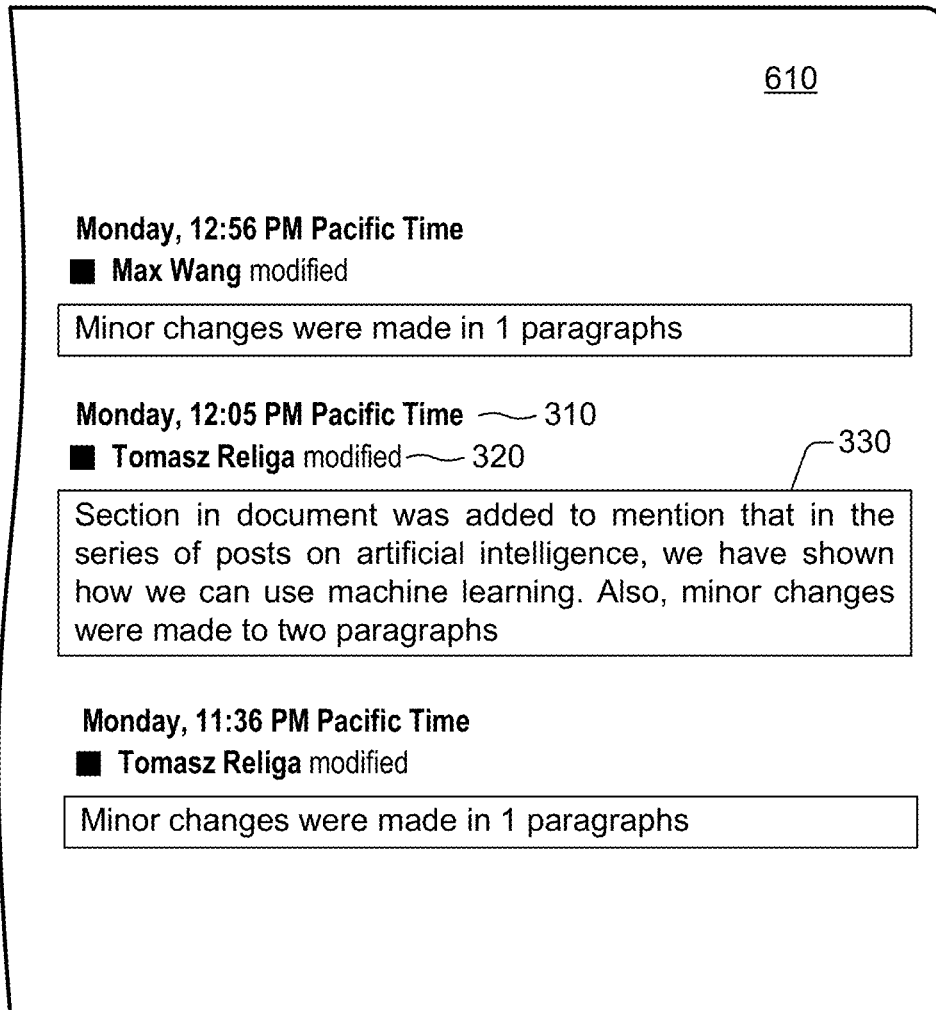 610
Monday, 12:56 PM Pacific Time
Max Wang modified
Minor changes were made in 1 paragraphs
Monday, 12:05 PM Pacific Time 310
Tomasz Religa modified 320
330
Section in document was added to mention that in the
series of posts on artificial intelligence, we have shown
how we can use machine learning. Also, minor changes
were made to two paragraphs
Monday, 11:36 PM Pacific Time
Tomasz Religa modified
Minor changes were made in 1 paragraphs